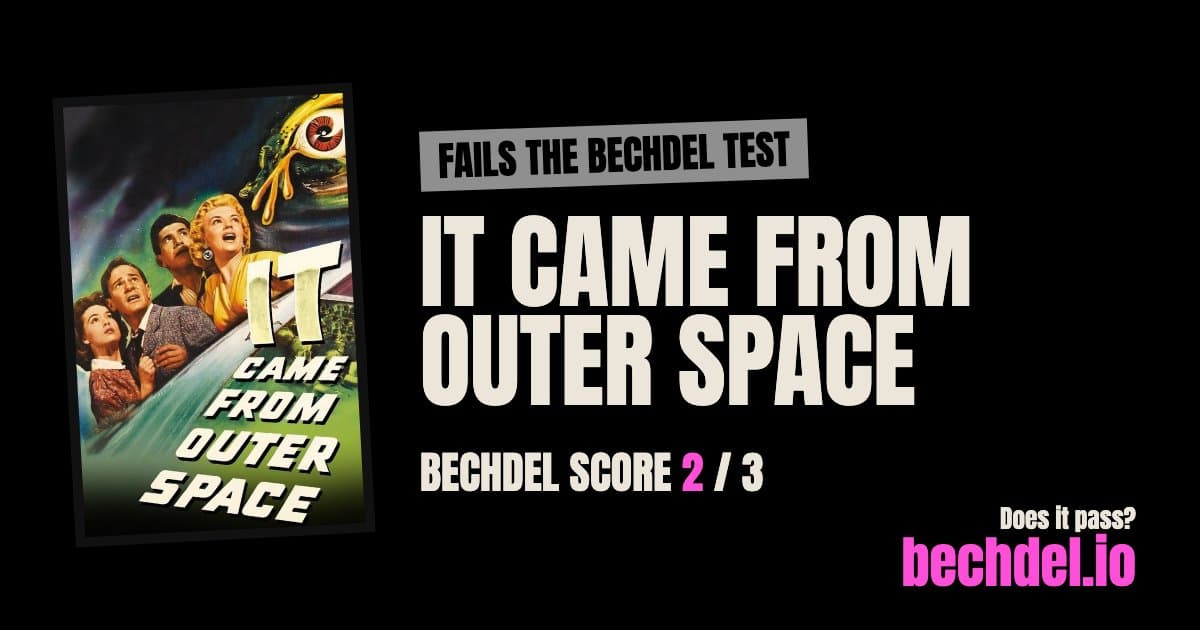 FAILS THE BECHDEL TEST
IT CAME FROM
OUTER SPACE
BECHDEL SCORE 2 / 3
IT
CAME
FROM
OUTER
SPACE
Does it pass?
bechdel.io